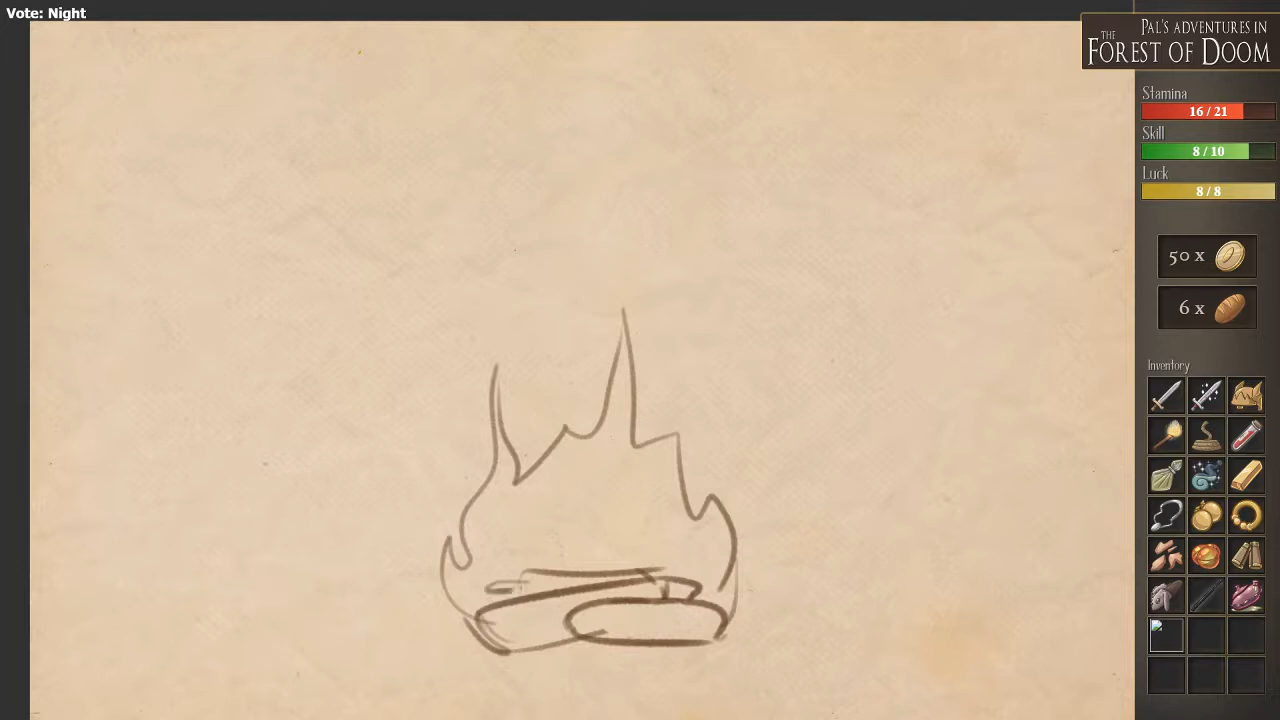 Vote: Night
PAL'S ADVENTURES IN
THE
FOREST OF DOOM
Stamina
16 / 21
Skill
8 / 10
Luck
8 / 8
50 x
6 x
Inventory